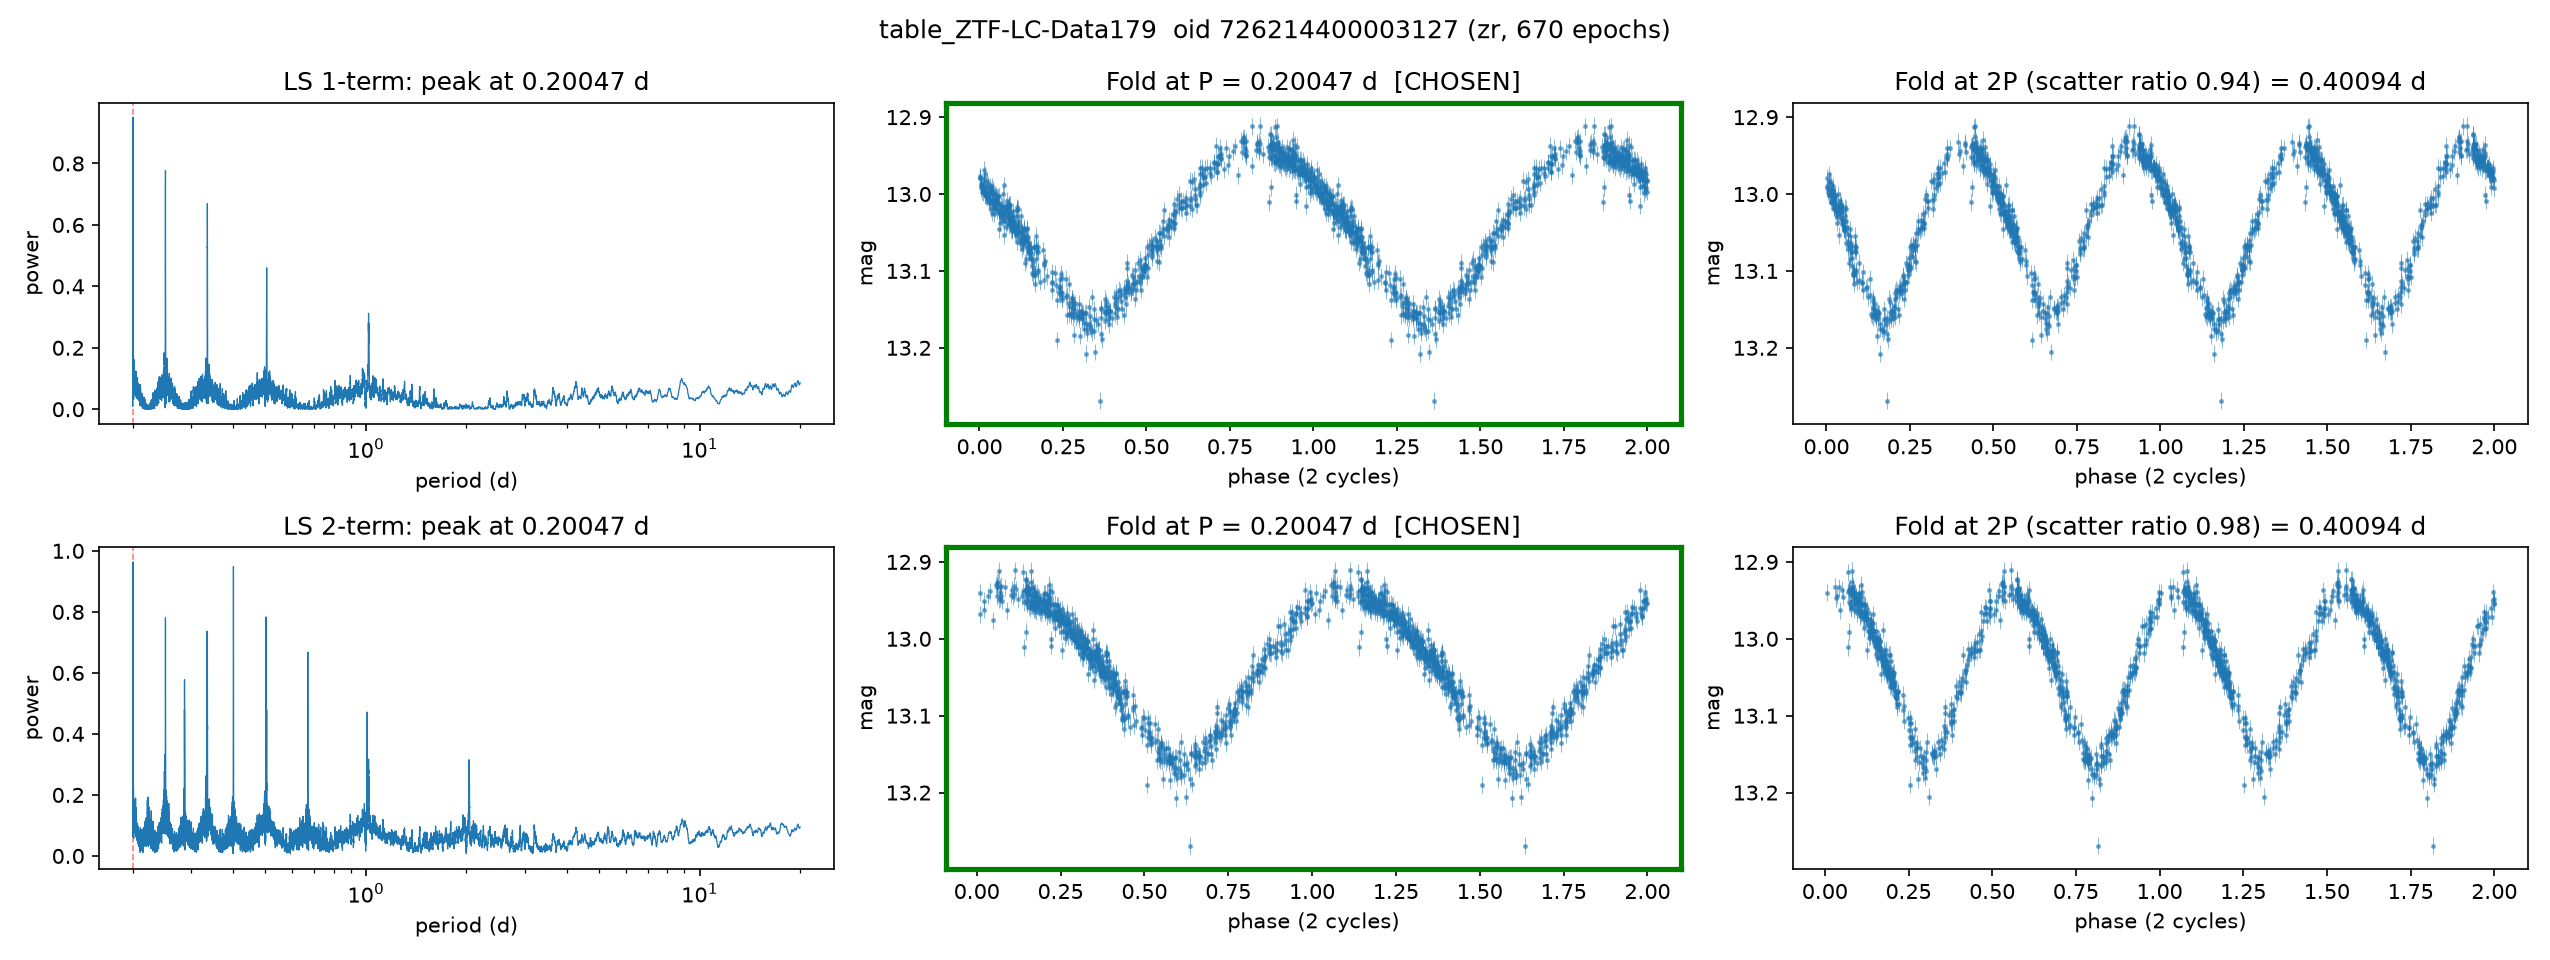 table_ZTF-LC-Data179  oid 726214400003127 (zr, 670 epochs)
LS 1-term: peak at 0.20047 d
power
0.8
0.6
0.4
0.2
0.0
10^0
10^1
period (d)
Fold at P = 0.20047 d  [CHOSEN]
mag
12.9
13.0
13.1
13.2
0.00 0.25 0.50 0.75 1.00 1.25 1.50 1.75 2.00
phase (2 cycles)
Fold at 2P (scatter ratio 0.94) = 0.40094 d
mag
12.9
13.0
13.1
13.2
0.00 0.25 0.50 0.75 1.00 1.25 1.50 1.75 2.00
phase (2 cycles)
LS 2-term: peak at 0.20047 d
power
1.0
0.8
0.6
0.4
0.2
0.0
10^0
10^1
period (d)
Fold at P = 0.20047 d  [CHOSEN]
mag
12.9
13.0
13.1
13.2
0.00 0.25 0.50 0.75 1.00 1.25 1.50 1.75 2.00
phase (2 cycles)
Fold at 2P (scatter ratio 0.98) = 0.40094 d
mag
12.9
13.0
13.1
13.2
0.00 0.25 0.50 0.75 1.00 1.25 1.50 1.75 2.00
phase (2 cycles)